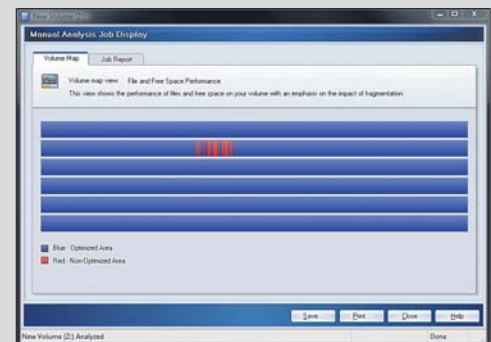 New Volume (Z:)
Manual Analysis Job Display
Volume Map
Job Report
Volume map view: File and Free Space Performance
This view shows the performance of files and free space on your volume with an emphasis on the impact of fragmentation.
Blue - Optimized Area
Red - Non-Optimized Area
Save
Print
Close
Help
New Volume (Z:) Analyzed
Done